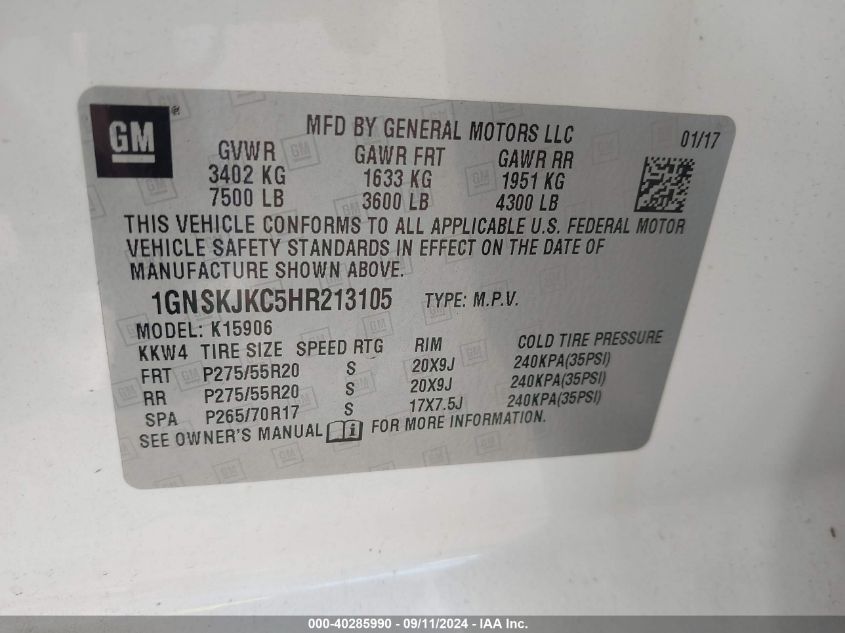 GM ®
MFD BY GENERAL MOTORS LLC 01/17
GVWR GAWR FRT GAWR RR
3402 KG 1633 KG 1951 KG
7500 LB 3600 LB 4300 LB
THIS VEHICLE CONFORMS TO ALL APPLICABLE U.S. FEDERAL MOTOR
VEHICLE SAFETY STANDARDS IN EFFECT ON THE DATE OF
MANUFACTURE SHOWN ABOVE.
1GNSKJKC5HR213105 TYPE: M.P.V.
MODEL: K15906
KKW4 TIRE SIZE SPEED RTG RIM COLD TIRE PRESSURE
FRT P275/55R20 S 20X9J 240KPA(35PSI)
RR P275/55R20 S 20X9J 240KPA(35PSI)
SPA P265/70R17 S 17X7.5J 240KPA(35PSI)
SEE OWNER'S MANUAL FOR MORE INFORMATION.
000-40285990 - 09/11/2024 - IAA Inc.